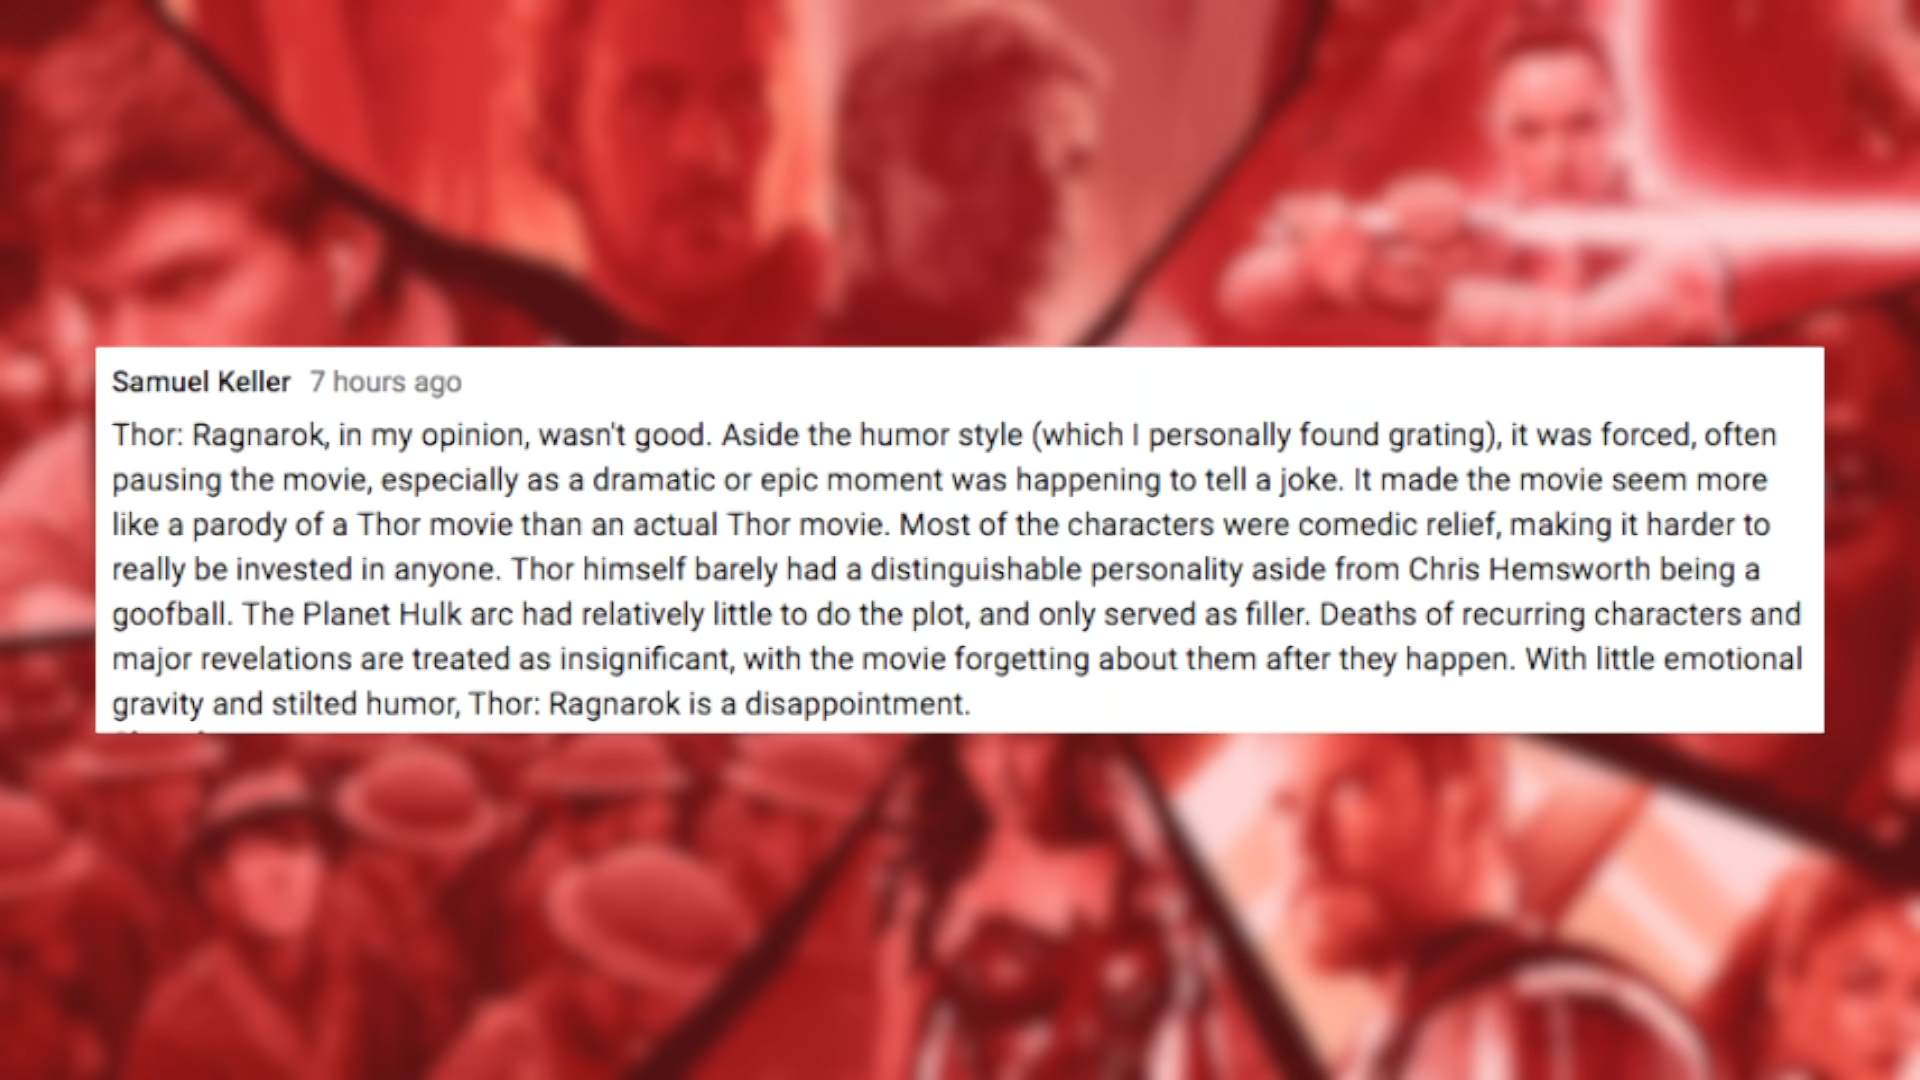 Samuel Keller 7 hours ago
Thor: Ragnarok, in my opinion, wasn't good. Aside the humor style (which I personally found grating), it was forced, often
pausing the movie, especially as a dramatic or epic moment was happening to tell a joke. It made the movie seem more
like a parody of a Thor movie than an actual Thor movie. Most of the characters were comedic relief, making it harder to
really be invested in anyone. Thor himself barely had a distinguishable personality aside from Chris Hemsworth being a
goofball. The Planet Hulk arc had relatively little to do the plot, and only served as filler. Deaths of recurring characters and
major revelations are treated as insignificant, with the movie forgetting about them after they happen. With little emotional
gravity and stilted humor, Thor: Ragnarok is a disappointment.